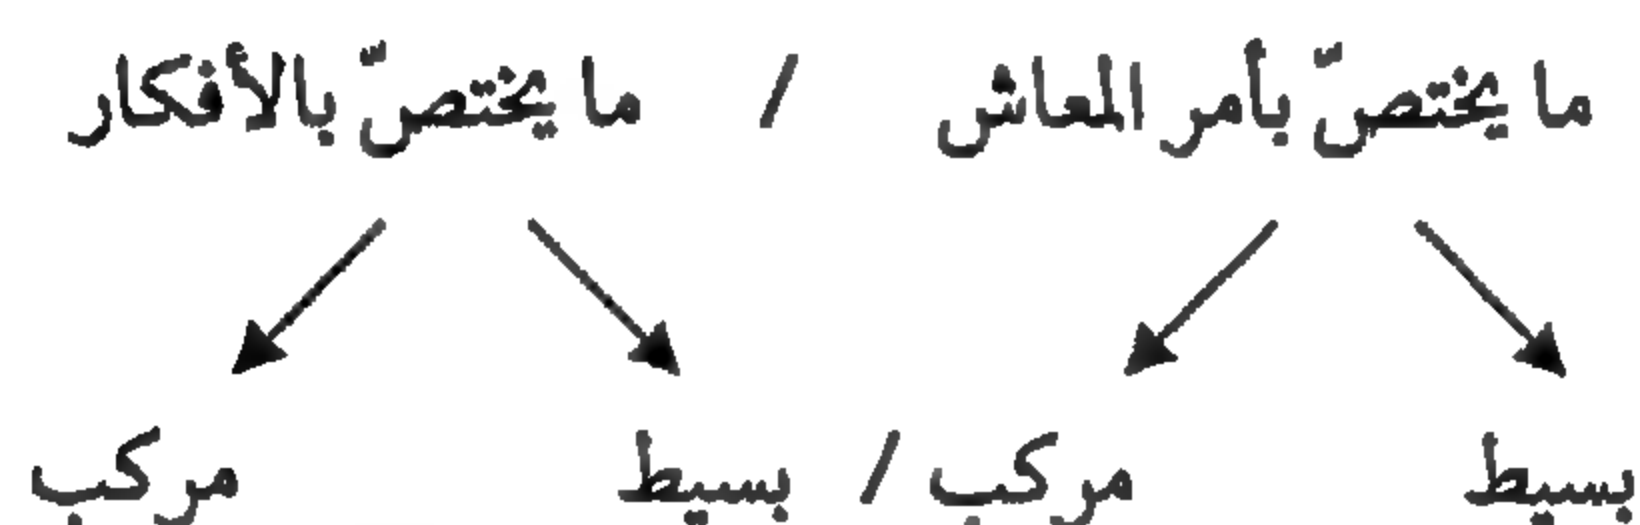 ما يختصّ بأمر المعاش / ما يختصّ بالأفكار
بسيط مركب / بسيط مركب